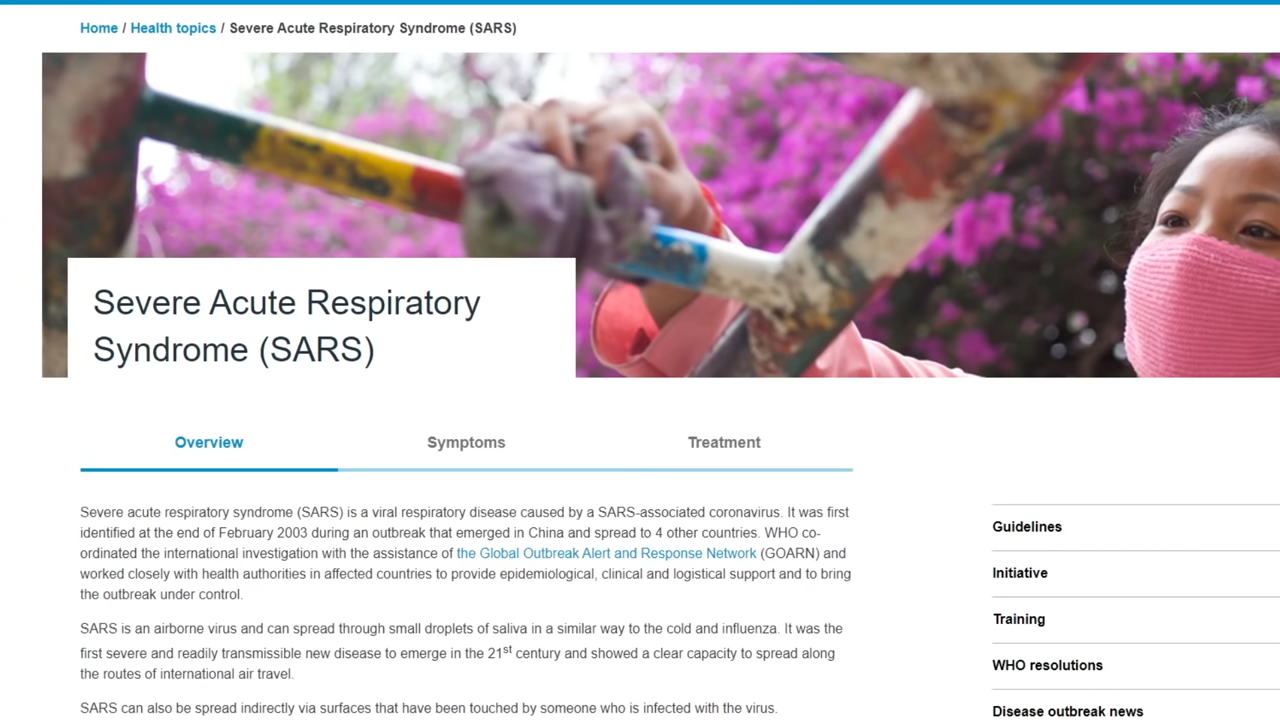 Home / Health topics / Severe Acute Respiratory Syndrome (SARS)
Severe Acute Respiratory
Syndrome (SARS)
Overview
Symptoms
Treatment
Severe acute respiratory syndrome (SARS) is a viral respiratory disease caused by a SARS-associated coronavirus. It was first
identified at the end of February 2003 during an outbreak that emerged in China and spread to 4 other countries. WHO co-
ordinated the international investigation with the assistance of the Global Outbreak Alert and Response Network (GOARN) and
worked closely with health authorities in affected countries to provide epidemiological, clinical and logistical support and to bring
the outbreak under control.
SARS is an airborne virus and can spread through small droplets of saliva in a similar way to the cold and influenza. It was the
first severe and readily transmissible new disease to emerge in the 21st century and showed a clear capacity to spread along
the routes of international air travel.
SARS can also be spread indirectly via surfaces that have been touched by someone who is infected with the virus.
Guidelines
Initiative
Training
WHO resolutions
Disease outbreak news